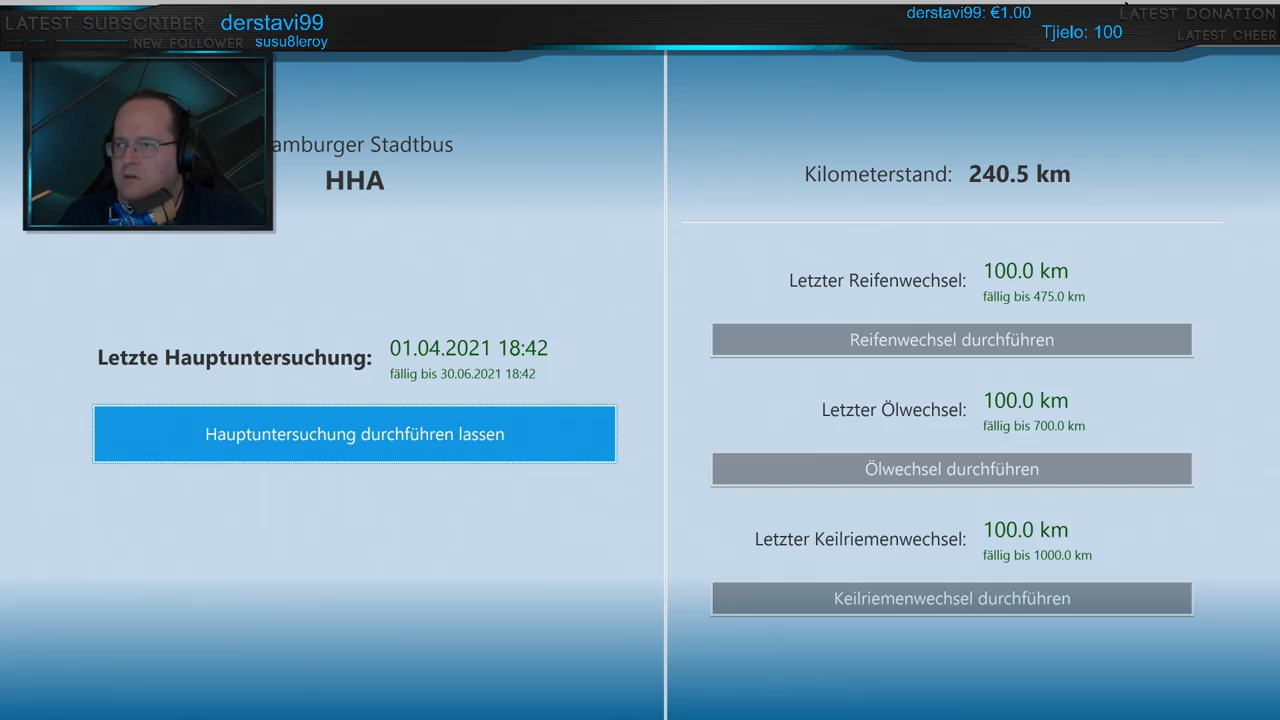 LATEST SUBSCRIBER derstavi99
NEW FOLLOWER susu8leroy
derstavi99: €1.00 LATEST DONATION
Tjielo: 100 LATEST CHEER
amburger Stadtbus
HHA
Letzte Hauptuntersuchung: 01.04.2021 18:42
fällig bis 30.06.2021 18:42
Hauptuntersuchung durchführen lassen
Kilometerstand: 240.5 km
Letzter Reifenwechsel: 100.0 km
fällig bis 475.0 km
Reifenwechsel durchführen
Letzter Ölwechsel: 100.0 km
fällig bis 700.0 km
Ölwechsel durchführen
Letzter Keilriemenwechsel: 100.0 km
fällig bis 1000.0 km
Keilriemenwechsel durchführen